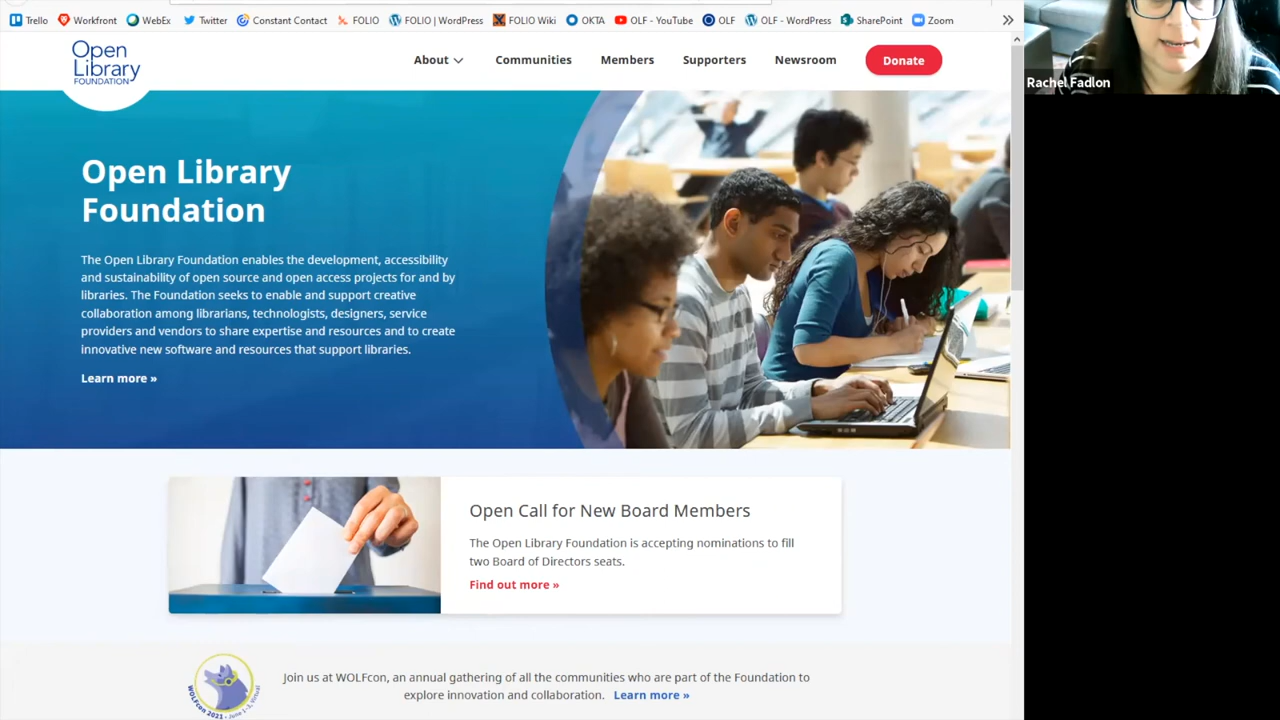 Trello Workfront WebEx Twitter Constant Contact FOLIO FOLIO | WordPress FOLIO Wiki OKTA OLF - YouTube OLF OLF - WordPress SharePoint Zoom »
Rachel Fadlon
Open
Library
FOUNDATION
About Communities Members Supporters Newsroom Donate
Open Library
Foundation
The Open Library Foundation enables the development, accessibility
and sustainability of open source and open access projects for and by
libraries. The Foundation seeks to enable and support creative
collaboration among librarians, technologists, designers, service
providers and vendors to share expertise and resources and to create
innovative new software and resources that support libraries.
Learn more »
Open Call for New Board Members
The Open Library Foundation is accepting nominations to fill
two Board of Directors seats.
Find out more »
WOLFcon 2021 • June 1-3, Virtual
Join us at WOLFcon, an annual gathering of all the communities who are part of the Foundation to
explore innovation and collaboration. Learn more »